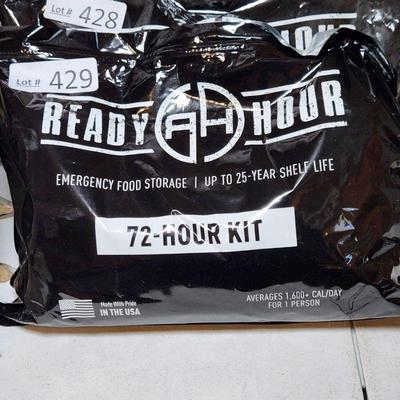 Lot # 428
HOUR
Lot # 429
READY RH HOUR
EMERGENCY FOOD STORAGE | UP TO 25-YEAR SHELF LIFE
72-HOUR KIT
Made With Pride
IN THE USA
AVERAGES 1,600+ CAL/DAY
FOR 1 PERSON